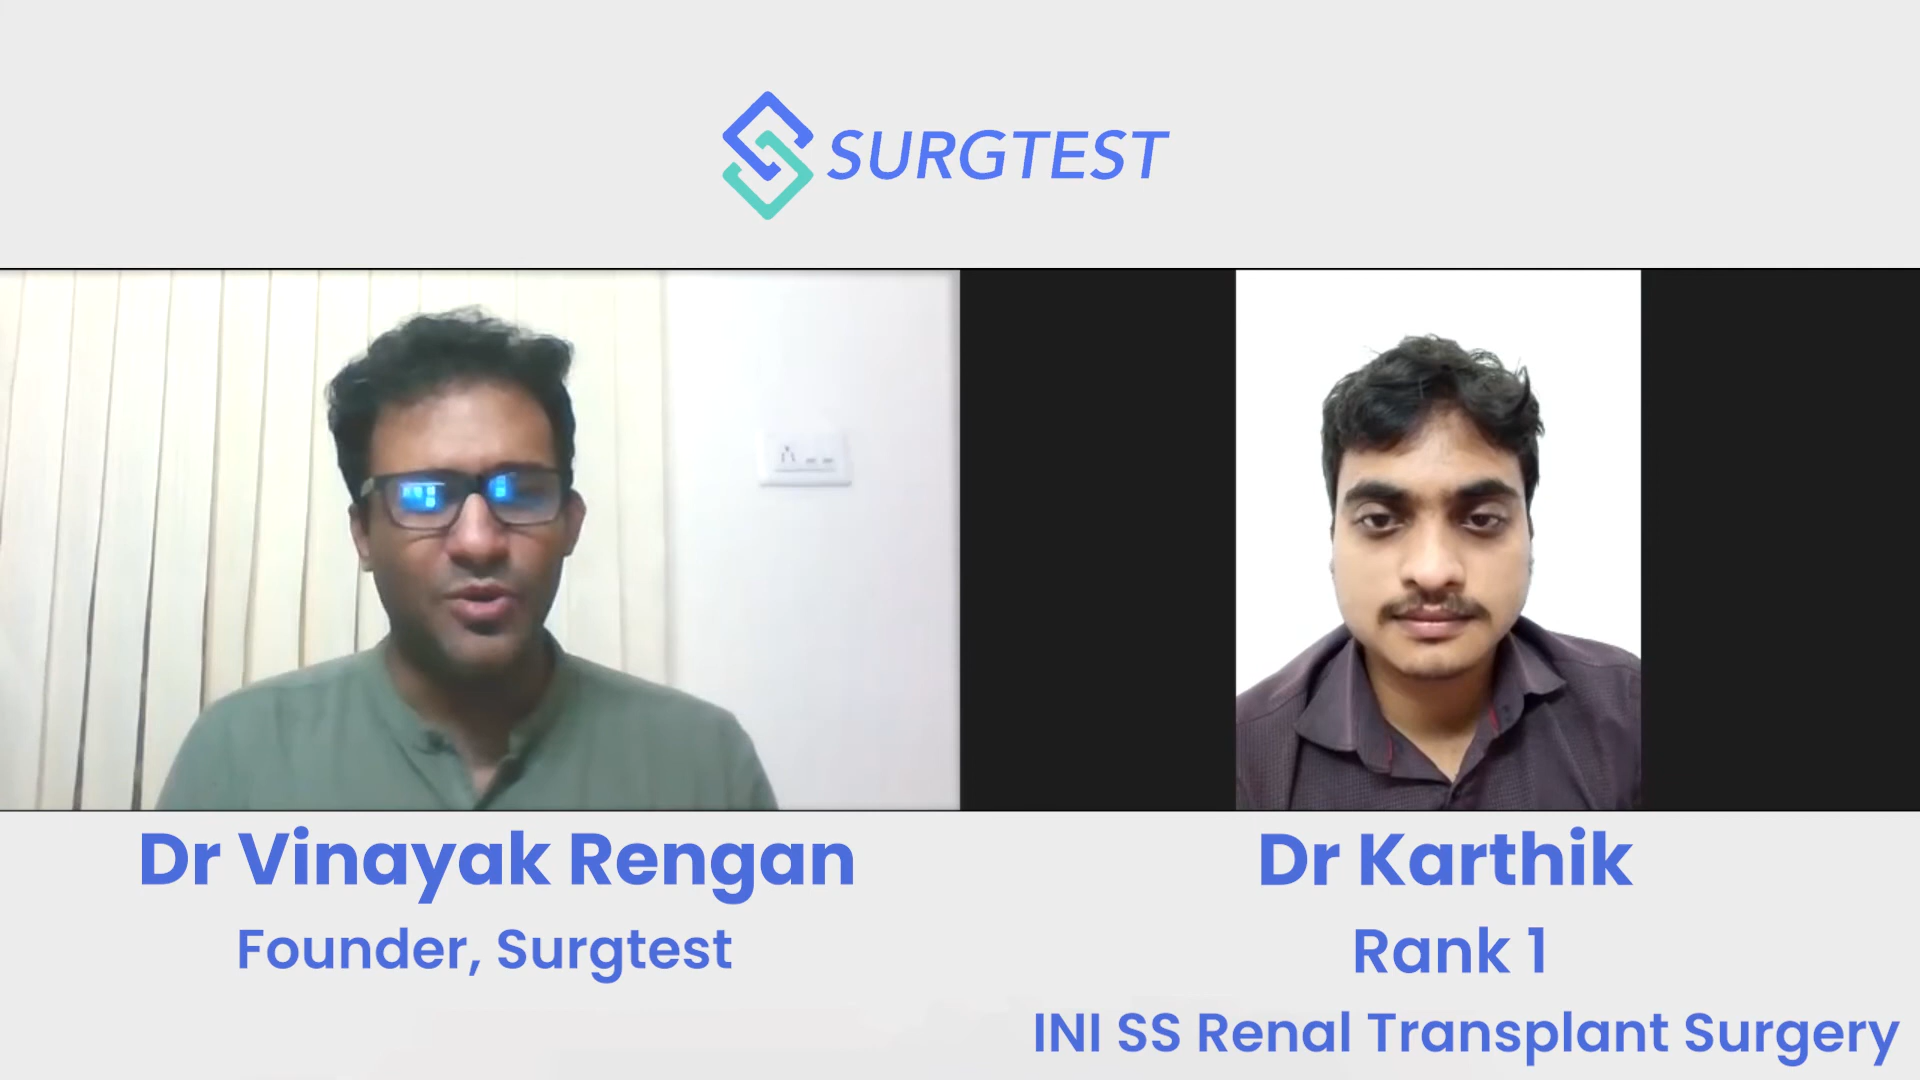 SURGTEST
Dr Vinayak Rengan
Founder, Surgtest
Dr Karthik
Rank 1
INI SS Renal Transplant Surgery